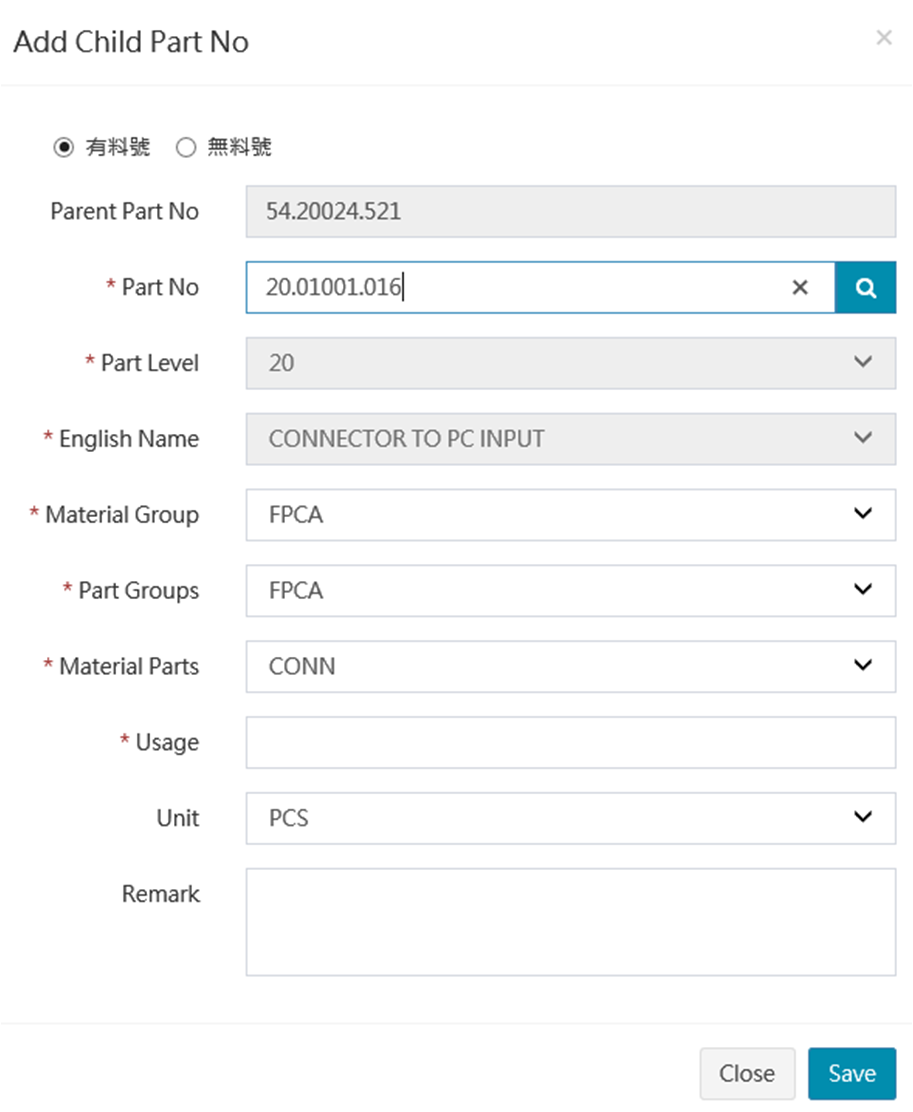 Add Child Part No
有料號 無料號
Parent Part No 54.20024.521
* Part No 20.01001.016
* Part Level 20
* English Name CONNECTOR TO PC INPUT
* Material Group FPCA
* Part Groups FPCA
* Material Parts CONN
* Usage
Unit PCS
Remark
Close Save